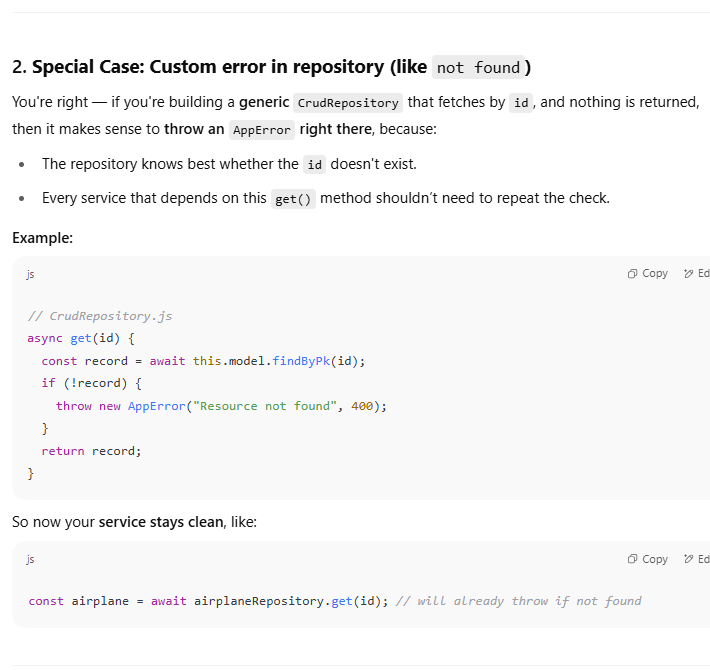 2. Special Case: Custom error in repository (like not found)
You're right — if you're building a generic CrudRepository that fetches by id, and nothing is returned,
then it makes sense to throw an AppError right there, because:
• The repository knows best whether the id doesn't exist.
• Every service that depends on this get() method shouldn’t need to repeat the check.
Example:
js
Copy
Ed
// CrudRepository.js
async get(id) {
  const record = await this.model.findByPk(id);
  if (!record) {
    throw new AppError("Resource not found", 400);
  }
  return record;
}
So now your service stays clean, like:
js
Copy
Ed
const airplane = await airplaneRepository.get(id); // will already throw if not found